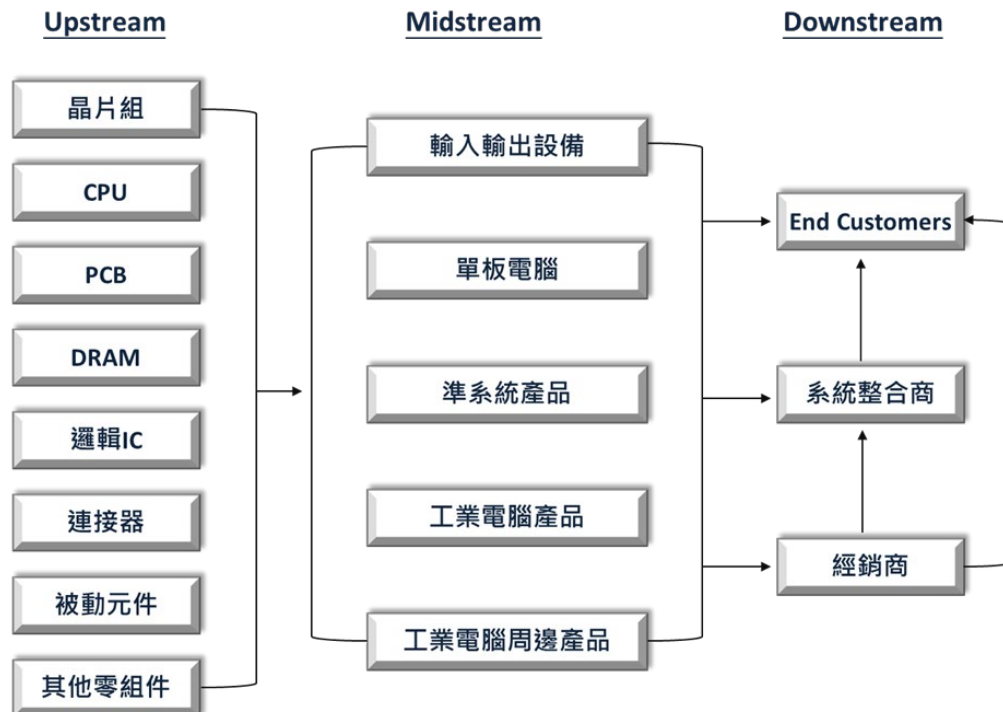 Upstream
Midstream
Downstream
晶片組
CPU
PCB
DRAM
邏輯IC
連接器
被動元件
其他零組件
輸入輸出設備
單板電腦
準系統產品
工業電腦產品
工業電腦周邊產品
End Customers
系統整合商
經銷商